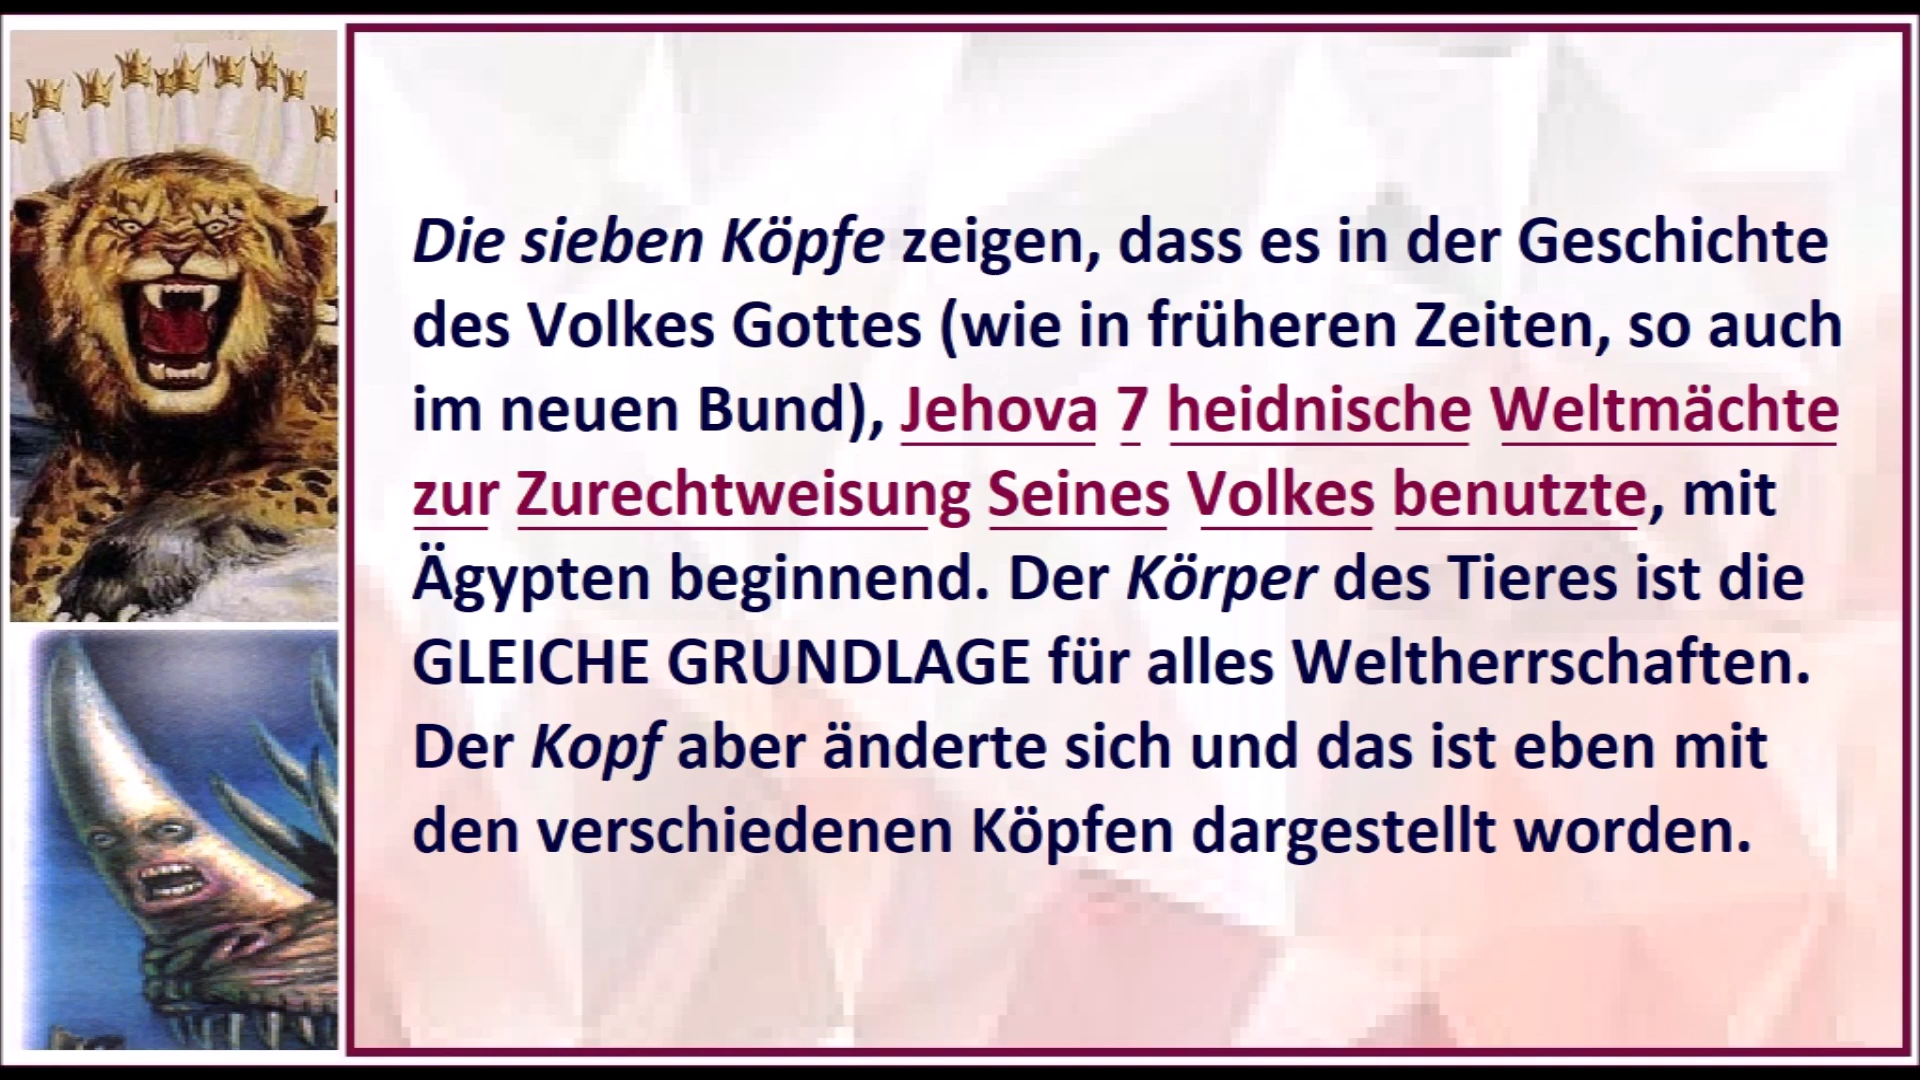 Die sieben Köpfe zeigen, dass es in der Geschichte
des Volkes Gottes (wie in früheren Zeiten, so auch
im neuen Bund), Jehova 7 heidnische Weltmächte
zur Zurechtweisung Seines Volkes benutzte, mit
Ägypten beginnend. Der Körper des Tieres ist die
GLEICHE GRUNDLAGE für alles Weltherrschaften.
Der Kopf aber änderte sich und das ist eben mit
den verschiedenen Köpfen dargestellt worden.